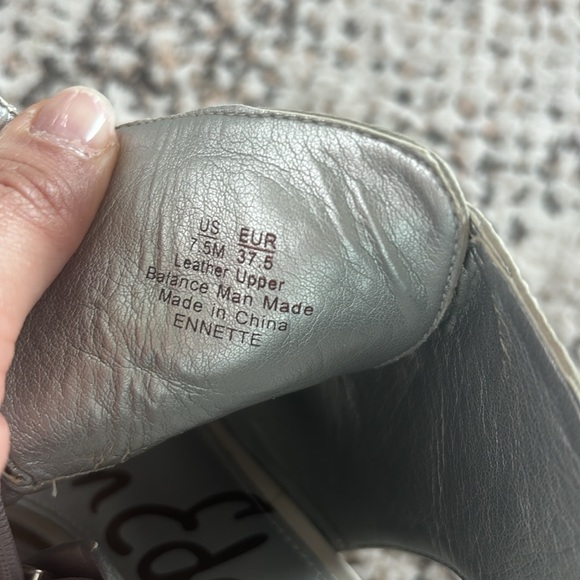 US EUR
7.5M 37.5
Leather Upper
Balance Man Made
Made in China
ENNETTE